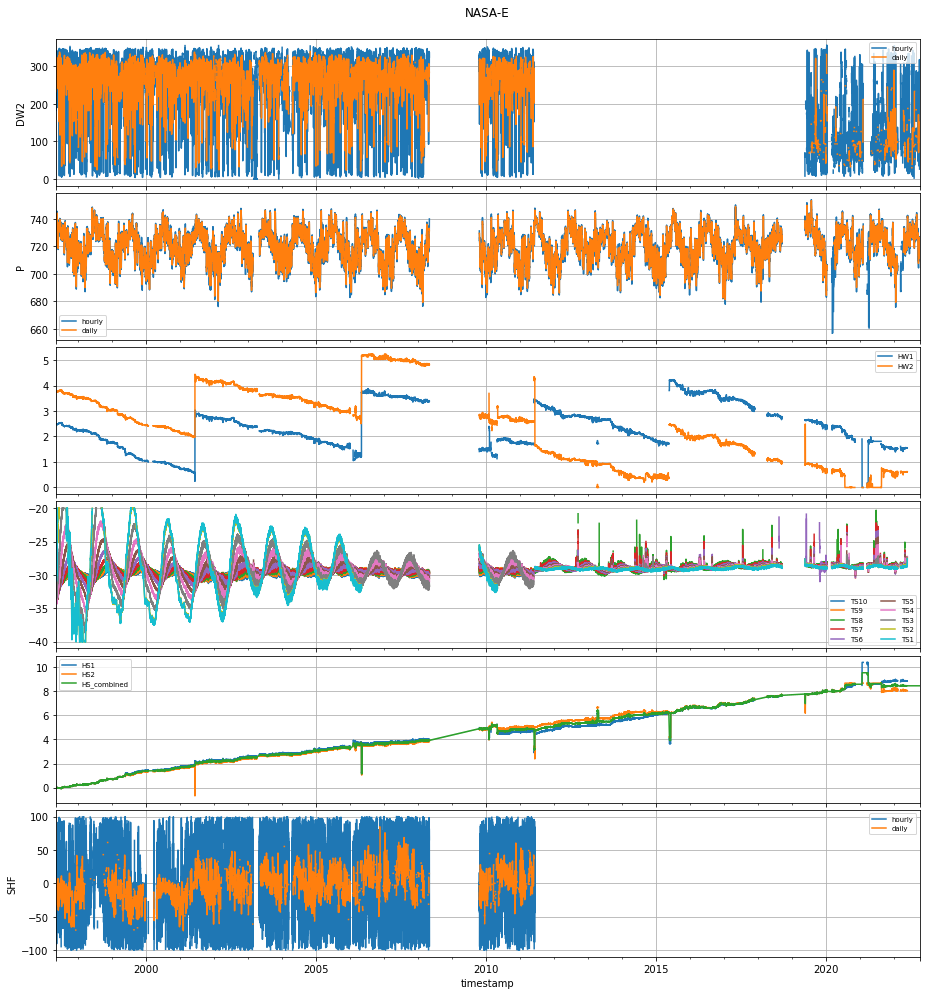 NASA-E
DW2
300
200
100
0
hourly
daily
P
740
720
700
680
660
hourly
daily
5
4
3
2
1
0
HW1
HW2
−20
−25
−30
−35
−40
TS10 TS5
TS9 TS4
TS8 TS3
TS7 TS2
TS6 TS1
10
8
6
4
2
0
HS1
HS2
HS_combined
SHF
100
50
0
−50
−100
hourly
daily
2000 2005 2010 2015 2020
timestamp